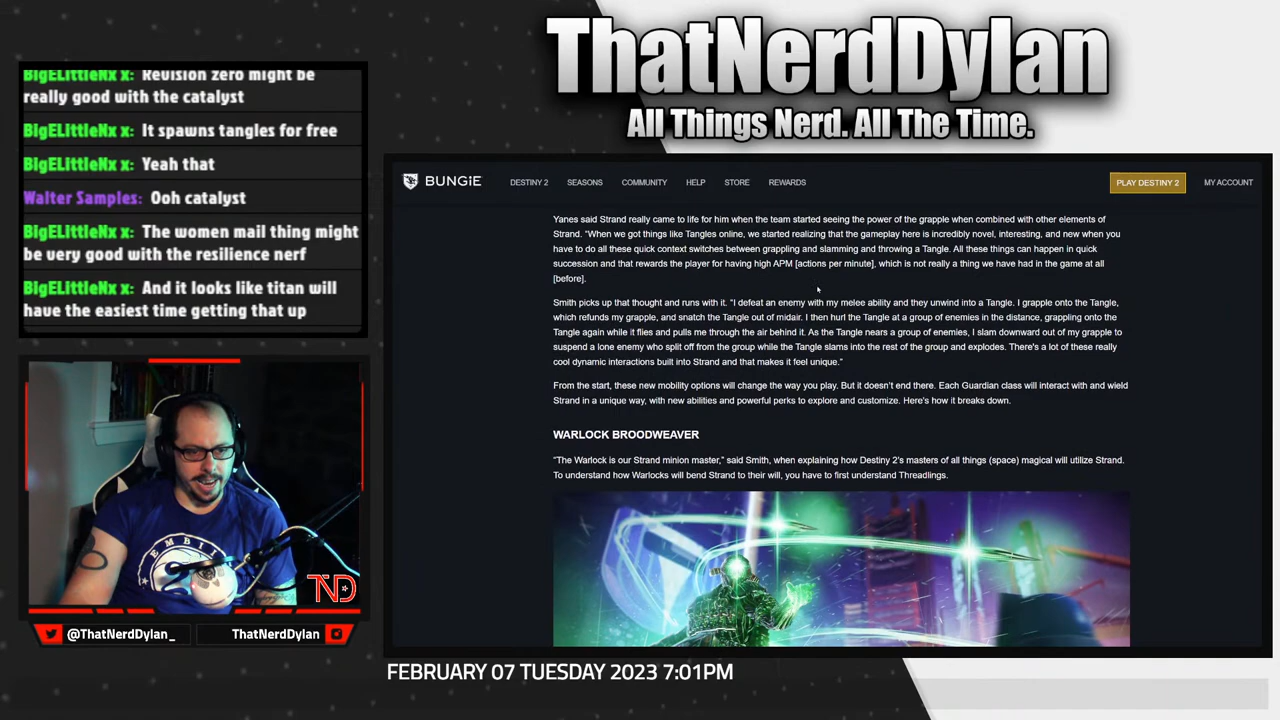 ThatNerdDylan
All Things Nerd. All The Time.
BigELittleNx x: Revision zero might be
really good with the catalyst
BigELittleNx x: It spawns tangles for free
BigELittleNx x: Yeah that
Walter Samples: Ooh catalyst
BigELittleNx x: The women mail thing might
be very good with the resilience nerf
BigELittleNx x: And it looks like titan will
have the easiest time getting that up
BUNGiE
DESTINY 2
SEASONS
COMMUNITY
HELP
STORE
REWARDS
PLAY DESTINY 2
MY ACCOUNT
Yanes said Strand really came to life for him when the team started seeing the power of the grapple when combined with other elements of
Strand. "When we got things like Tangles online, we started realizing that the gameplay here is incredibly novel, interesting, and new when you
have to do all these quick context switches between grappling and slamming and throwing a Tangle. All these things can happen in quick
succession and that rewards the player for having high APM [actions per minute], which is not really a thing we have had in the game at all
[before].
Smith picks up that thought and runs with it. "I defeat an enemy with my melee ability and they unwind into a Tangle. I grapple onto the Tangle,
which refunds my grapple, and snatch the Tangle out of midair. I then hurl the Tangle at a group of enemies in the distance, grappling onto the
Tangle again while it flies and pulls me through the air behind it. As the Tangle nears a group of enemies, I slam downward out of my grapple to
suspend a lone enemy who split off from the group while the Tangle slams into the rest of the group and explodes. There's a lot of these really
cool dynamic interactions built into Strand and that makes it feel unique."
From the start, these new mobility options will change the way you play. But it doesn't end there. Each Guardian class will interact with and wield
Strand in a unique way, with new abilities and powerful perks to explore and customize. Here's how it breaks down.
WARLOCK BROODWEAVER
"The Warlock is our Strand minion master," said Smith, when explaining how Destiny 2's masters of all things (space) magical will utilize Strand.
To understand how Warlocks will bend Strand to their will, you have to first understand Threadlings.
TND
@ThatNerdDylan_
ThatNerdDylan
FEBRUARY 07 TUESDAY 2023 7:01PM